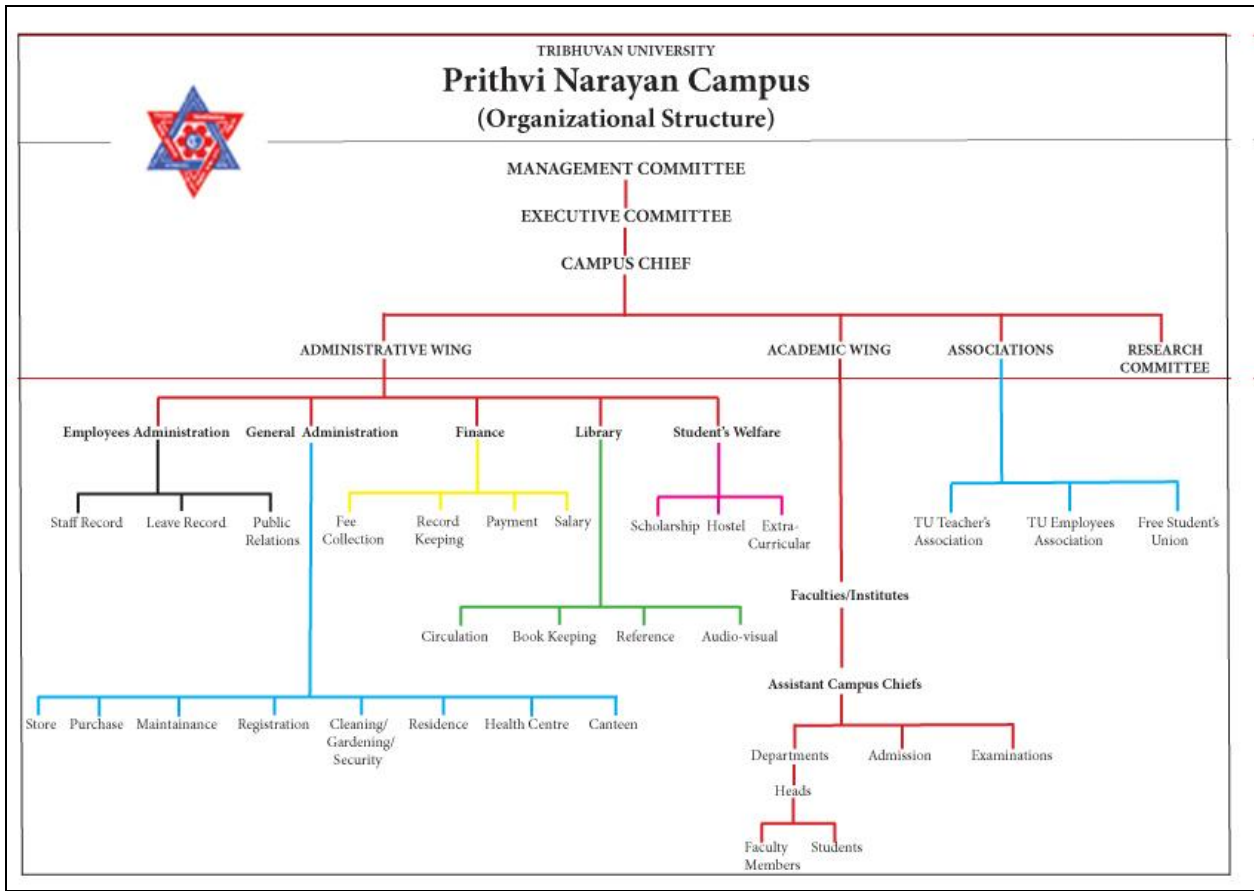 TRIBHUVAN UNIVERSITY
Prithvi Narayan Campus
(Organizational Structure)
MANAGEMENT COMMITTEE
EXECUTIVE COMMITTEE
CAMPUS CHIEF
ADMINISTRATIVE WING
ACADEMIC WING
ASSOCIATIONS
RESEARCH
COMMITTEE
Employees Administration
General Administration
Finance
Library
Student's Welfare
Staff Record
Leave Record
Public
Relations
Fee
Collection
Record
Keeping
Payment
Salary
Scholarship
Hostel
Extra-
Curricular
TU Teacher's
Association
TU Employees
Association
Free Student's
Union
Faculties/Institutes
Circulation
Book Keeping
Reference
Audio-visual
Assistant Campus Chiefs
Store
Purchase
Maintainance
Registration
Cleaning/
Gardening/
Security
Residence
Health Centre
Canteen
Departments
Admission
Examinations
Heads
Faculty
Members
Students